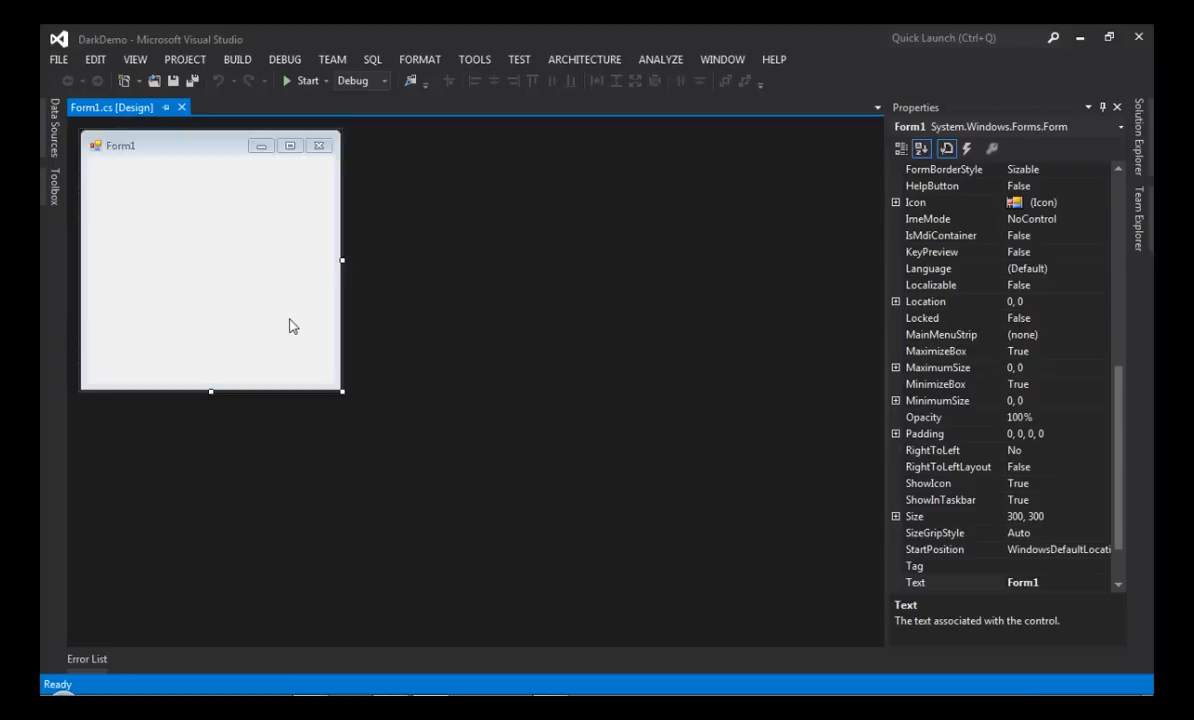 DarkDemo - Microsoft Visual Studio
Quick Launch (Ctrl+Q)
FILE EDIT VIEW PROJECT BUILD DEBUG TEAM SQL FORMAT TOOLS TEST ARCHITECTURE ANALYZE WINDOW HELP
Start Debug
Form1.cs [Design]
Data Sources
Toolbox
Form1
Properties
Form1 System.Windows.Forms.Form
FormBorderStyle Sizable
HelpButton False
Icon (Icon)
ImeMode NoControl
IsMdiContainer False
KeyPreview False
Language (Default)
Localizable False
Location 0, 0
Locked False
MainMenuStrip (none)
MaximizeBox True
MaximumSize 0, 0
MinimizeBox True
MinimumSize 0, 0
Opacity 100%
Padding 0, 0, 0, 0
RightToLeft No
RightToLeftLayout False
ShowIcon True
ShowInTaskbar True
Size 300, 300
SizeGripStyle Auto
StartPosition WindowsDefaultLocati
Tag
Text Form1
Text
The text associated with the control.
Solution Explorer
Team Explorer
Error List
Ready